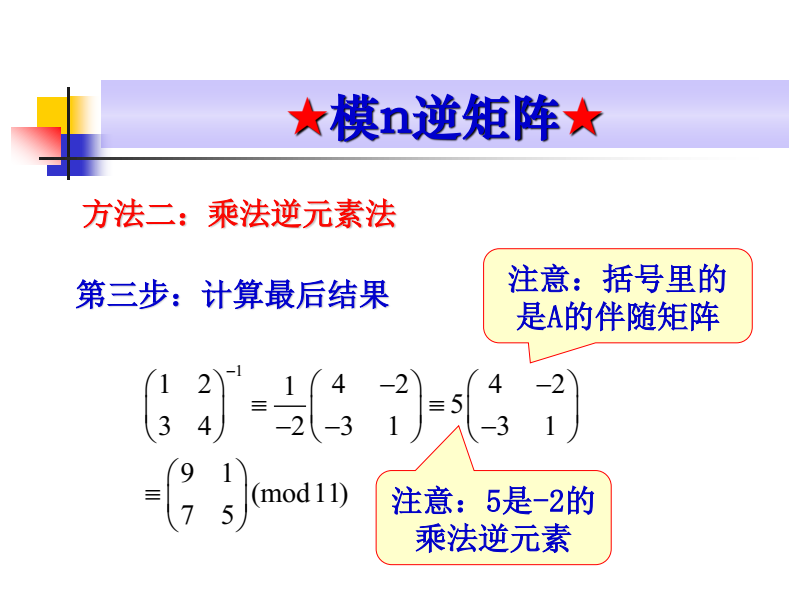 ★模n逆矩阵★
方法二：乘法逆元素法
第三步：计算最后结果
注意：括号里的
是A的伴随矩阵
$\begin{pmatrix} 1 & 2 \\ 3 & 4 \end{pmatrix}^{-1} \equiv \frac{1}{-2} \begin{pmatrix} 4 & -2 \\ -3 & 1 \end{pmatrix} \equiv 5 \begin{pmatrix} 4 & -2 \\ -3 & 1 \end{pmatrix}$
$\equiv \begin{pmatrix} 9 & 1 \\ 7 & 5 \end{pmatrix} (\mathrm{mod}\,11)$
注意：5是-2的
乘法逆元素